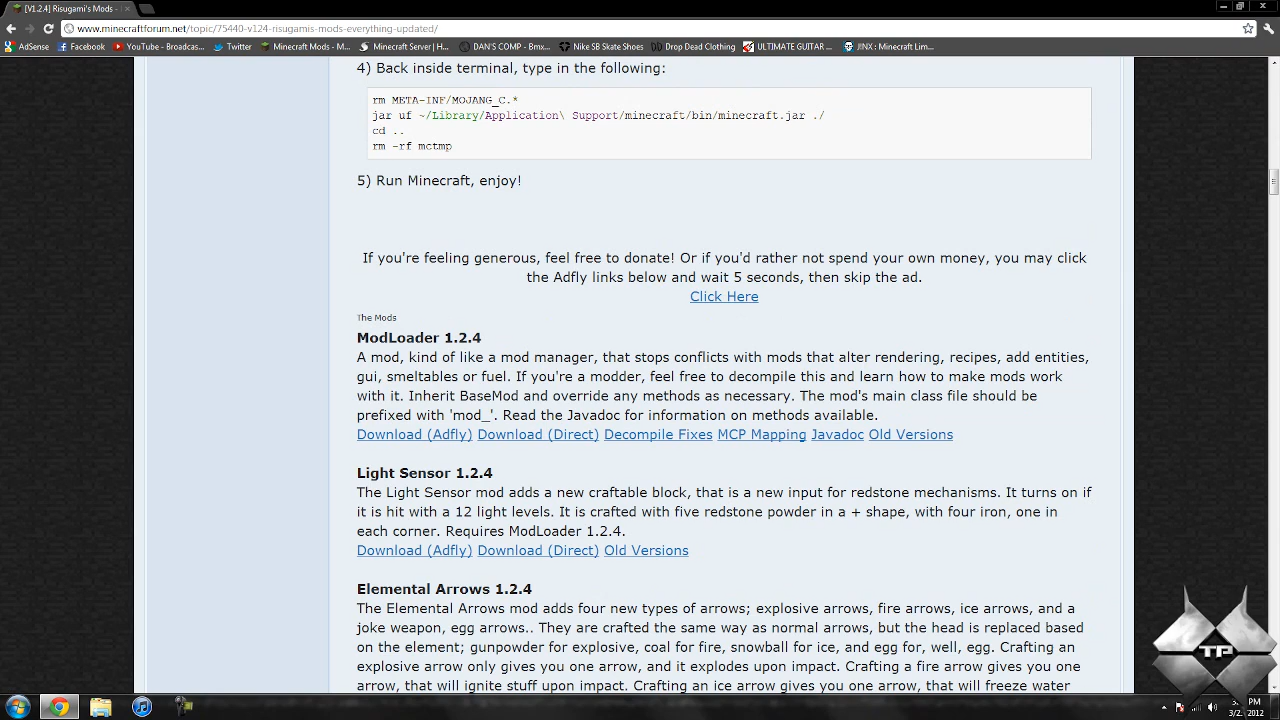 [V1.2.4] Risugami's Mods -
www.minecraftforum.net/topic/75440-v124-risugamis-mods-everything-updated/
AdSense Facebook YouTube - Broadcas... Twitter Minecraft Mods - M... Minecraft Server | H... DAN'S COMP - Bmx... Nike SB Skate Shoes Drop Dead Clothing ULTIMATE GUITAR ... JINX : Minecraft Lim...
4) Back inside terminal, type in the following:
rm META-INF/MOJANG_C.*
jar uf ~/Library/Application\ Support/minecraft/bin/minecraft.jar ./
cd ..
rm -rf mctmp
5) Run Minecraft, enjoy!
If you're feeling generous, feel free to donate! Or if you'd rather not spend your own money, you may click
the Adfly links below and wait 5 seconds, then skip the ad.
Click Here
The Mods
ModLoader 1.2.4
A mod, kind of like a mod manager, that stops conflicts with mods that alter rendering, recipes, add entities,
gui, smeltables or fuel. If you're a modder, feel free to decompile this and learn how to make mods work
with it. Inherit BaseMod and override any methods as necessary. The mod's main class file should be
prefixed with 'mod_'. Read the Javadoc for information on methods available.
Download (Adfly) Download (Direct) Decompile Fixes MCP Mapping Javadoc Old Versions
Light Sensor 1.2.4
The Light Sensor mod adds a new craftable block, that is a new input for redstone mechanisms. It turns on if
it is hit with a 12 light levels. It is crafted with five redstone powder in a + shape, with four iron, one in
each corner. Requires ModLoader 1.2.4.
Download (Adfly) Download (Direct) Old Versions
Elemental Arrows 1.2.4
The Elemental Arrows mod adds four new types of arrows; explosive arrows, fire arrows, ice arrows, and a
joke weapon, egg arrows.. They are crafted the same way as normal arrows, but the head is replaced based
on the element; gunpowder for explosive, coal for fire, snowball for ice, and egg for, well, egg. Crafting an
explosive arrow only gives you one arrow, and it explodes upon impact. Crafting a fire arrow gives you one
arrow, that will ignite stuff upon impact. Crafting an ice arrow gives you one arrow, that will freeze water
TP
PM
2012